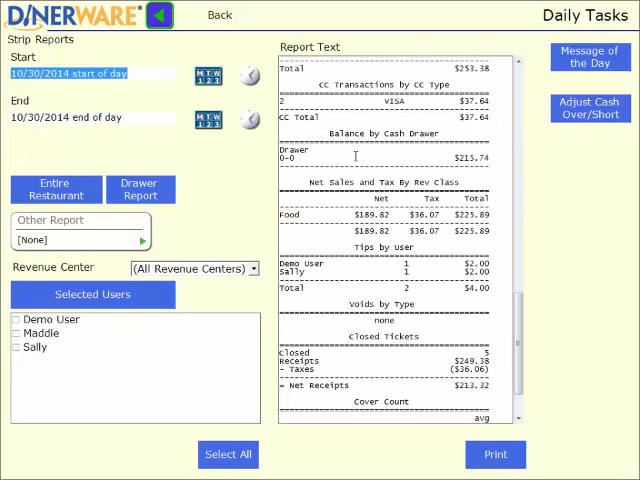 DINERWARE®
Back
Daily Tasks
Strip Reports
Start
10/30/2014 start of day
MTW
123
End
10/30/2014 end of day
MTW
123
Entire
Restaurant
Drawer
Report
Other Report
[None]
Revenue Center
(All Revenue Centers)
Selected Users
Demo User
Maddie
Sally
Select All
Report Text
Total $253.38
CC Transactions by CC Type
2 VISA $37.64
CC Total $37.64
Balance by Cash Drawer
Drawer
0-0 $215.74
Net Sales and Tax By Rev Class
Net Tax Total
Food $189.82 $36.07 $225.89
$189.82 $36.07 $225.89
Tips by User
Demo User 1 $2.00
Sally 1 $2.00
Total 2 $4.00
Voids by Type
none
Closed Tickets
Closed 5
Receipts $249.38
- Taxes ($36.06)
= Net Receipts $213.32
Cover Count
avg
Print
Message of
the Day
Adjust Cash
Over/Short